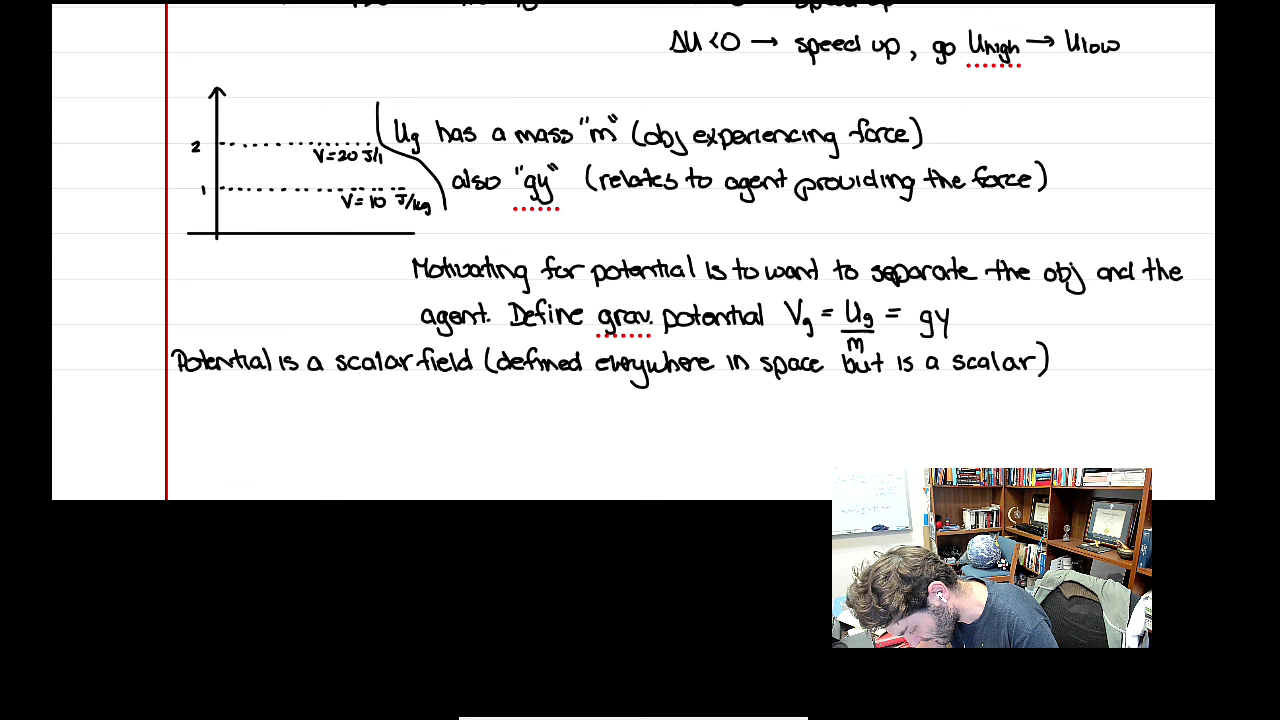 speed up
ΔU<0 → speed up, go Uhigh → Ulow
Ug has a mass "m" (obj experiencing force)
2
V=20 J/
also "gy" (relates to agent providing the force)
1
V= 10 J/kg
Motivating for potential is to want to separate the obj and the
agent. Define grav. potential Vg = Ug/m = gy
Potential is a scalar field (defined everywhere in space but is a scalar)